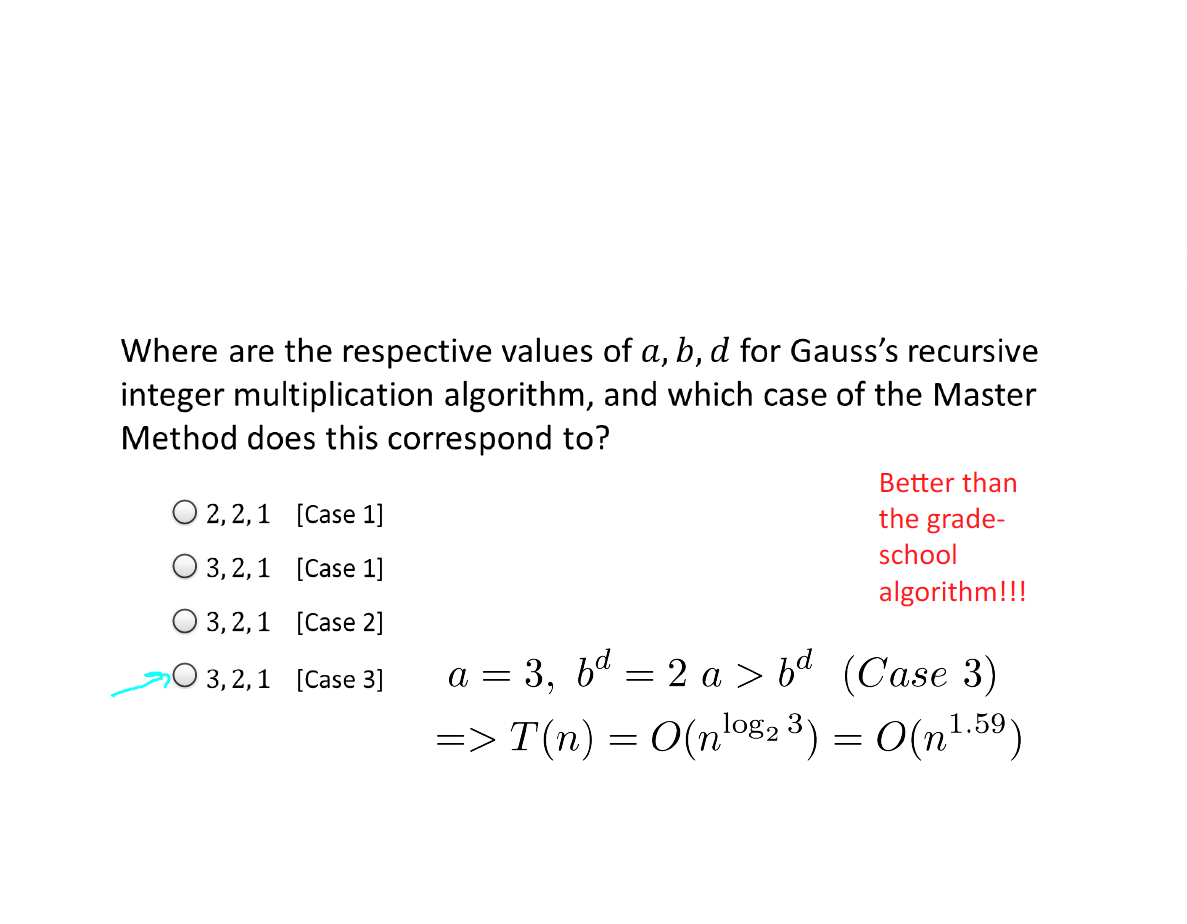 Where are the respective values of a, b, d for Gauss’s recursive
integer multiplication algorithm, and which case of the Master
Method does this correspond to?
Better than
the grade-
school
algorithm!!!
2, 2, 1 [Case 1]
3, 2, 1 [Case 1]
3, 2, 1 [Case 2]
3, 2, 1 [Case 3]
a = 3, b^d = 2 a > b^d (Case 3)
=> T(n) = O(n^{log_2 3}) = O(n^{1.59})